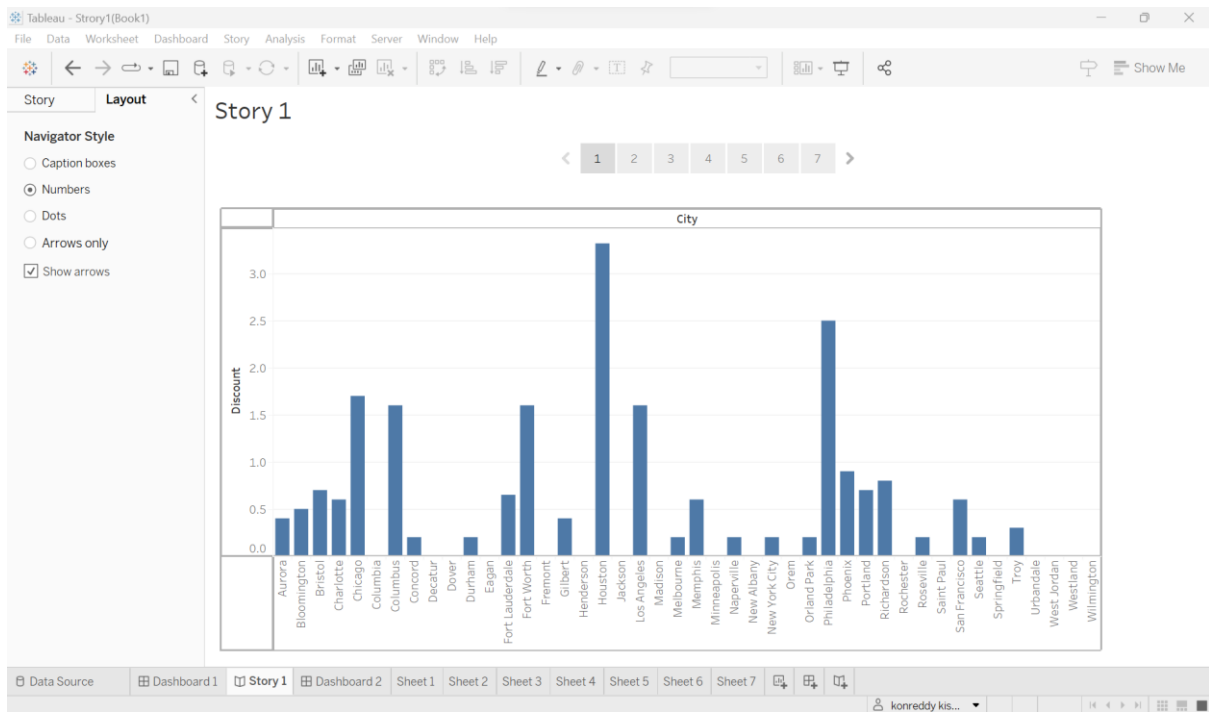 Tableau - Strory1(Book1)
File Data Worksheet Dashboard Story Analysis Format Server Window Help
Show Me
Story Layout
Story 1
Navigator Style
Caption boxes
Numbers
Dots
Arrows only
Show arrows
1 2 3 4 5 6 7
City
Discount
3.0
2.5
2.0
1.5
1.0
0.5
0.0
Aurora
Bloomington
Bristol
Charlotte
Chicago
Columbia
Columbus
Concord
Decatur
Dover
Durham
Eagan
Fort Lauderdale
Fort Worth
Fremont
Gilbert
Henderson
Houston
Jackson
Los Angeles
Madison
Melbourne
Memphis
Minneapolis
Naperville
New Albany
New York City
Orem
Orland Park
Philadelphia
Phoenix
Portland
Richardson
Rochester
Roseville
Saint Paul
San Francisco
Seattle
Springfield
Troy
Urbandale
West Jordan
Westland
Wilmington
Data Source Dashboard 1 Story 1 Dashboard 2 Sheet 1 Sheet 2 Sheet 3 Sheet 4 Sheet 5 Sheet 6 Sheet 7
konreddy kis...